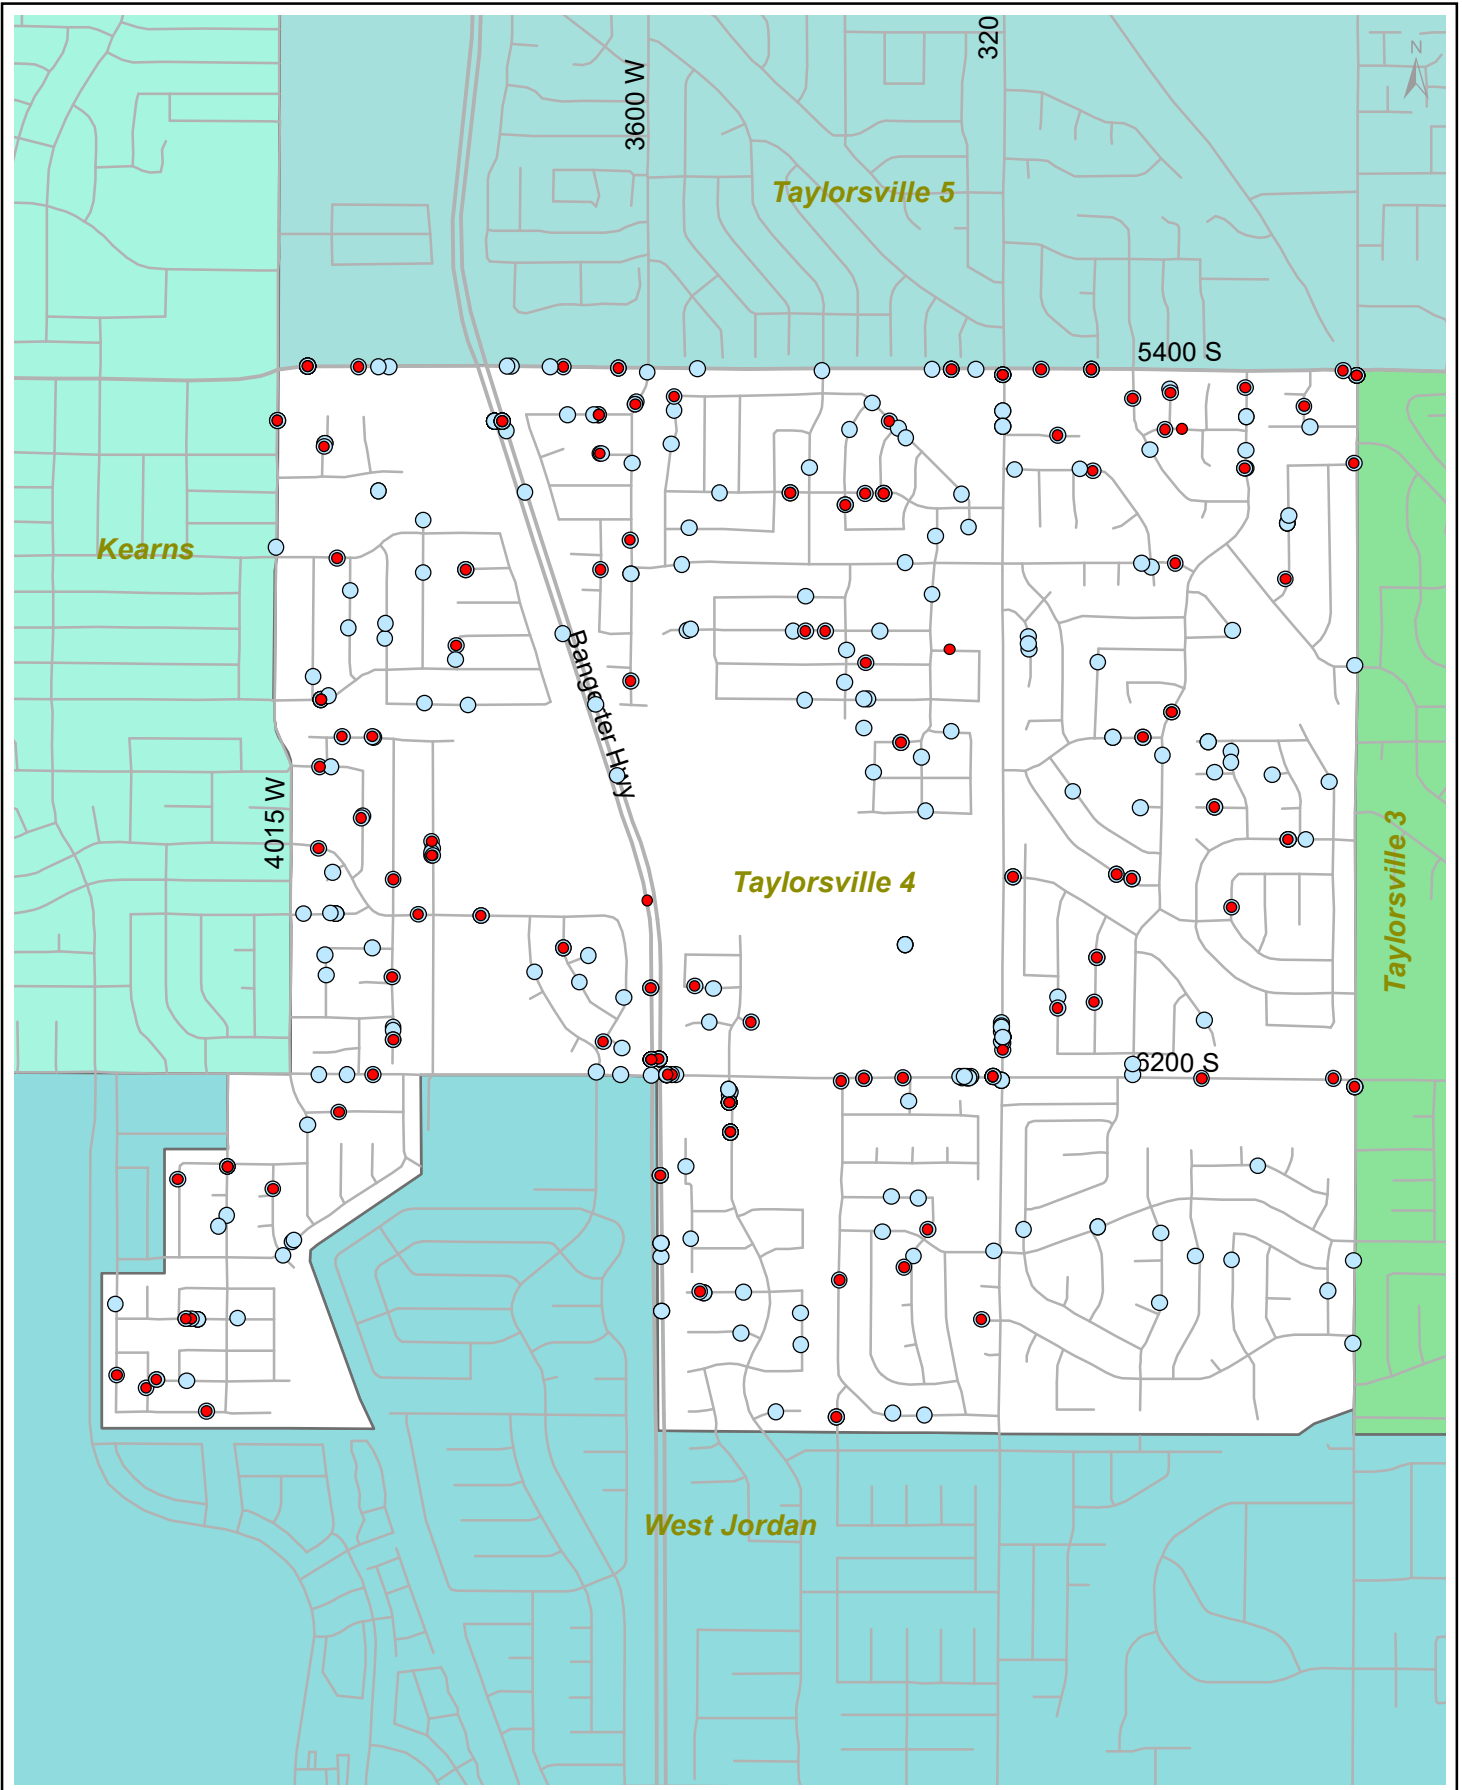 320
N
3600 W
Taylorsville 5
5400 S
Kearns
Bangerter Hwy
4015 W
Taylorsville 4
Taylorsville 3
6200 S
West Jordan